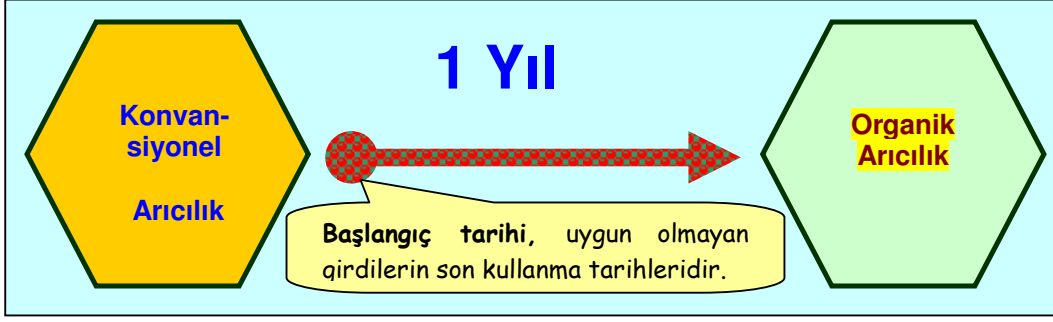 1 Yıl
Konvan-
siyonel
Arıcılık
Organik
Arıcılık
Başlangıç tarihi, uygun olmayan
girdilerin son kullanma tarihleridir.